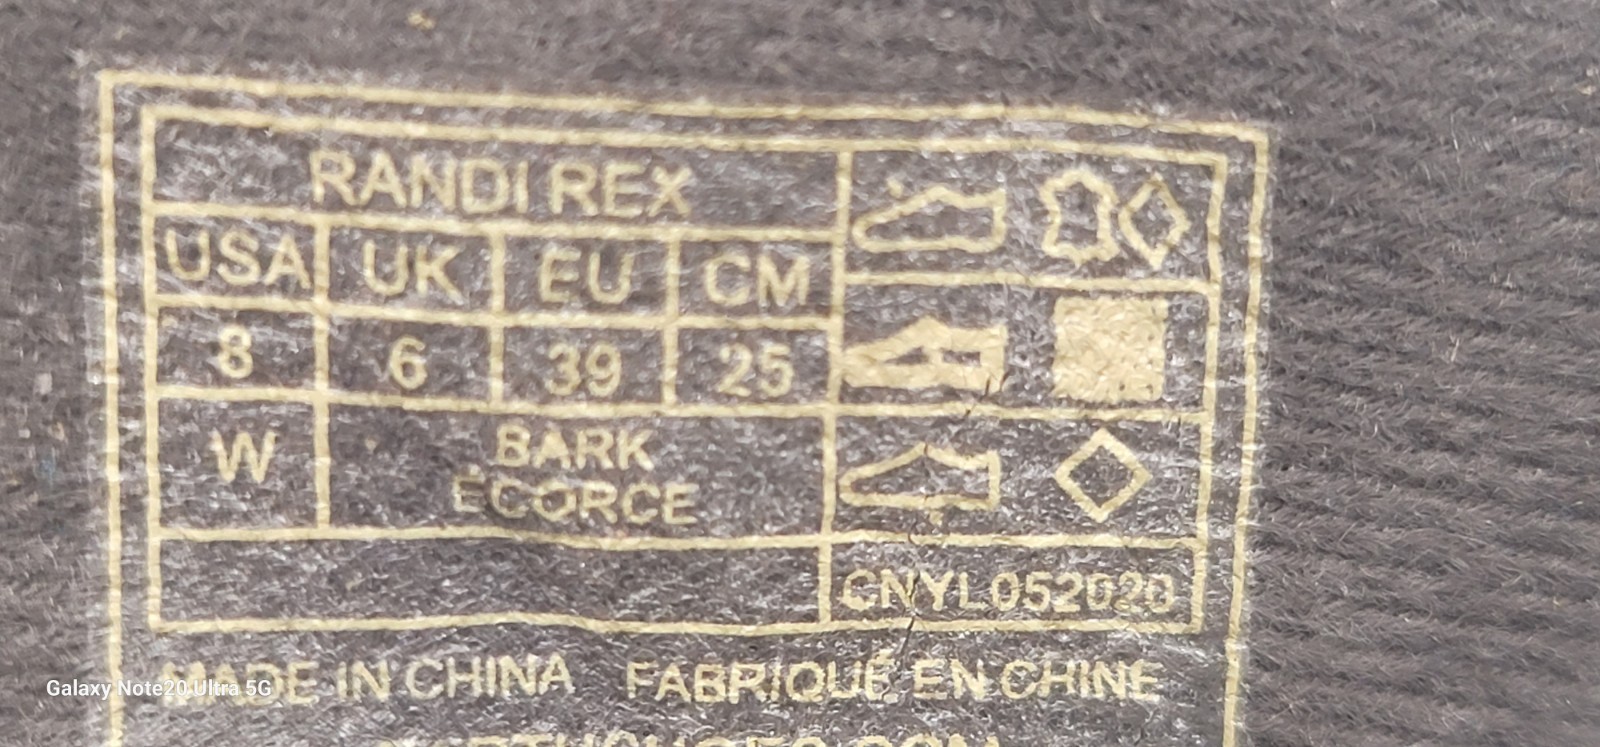 RANDI REX
USA UK EU CM
8 6 39 25
W BARK
ÉCORCE
CNYL052020
MADE IN CHINA FABRIQUÉ EN CHINE
Galaxy Note20 Ultra 5G